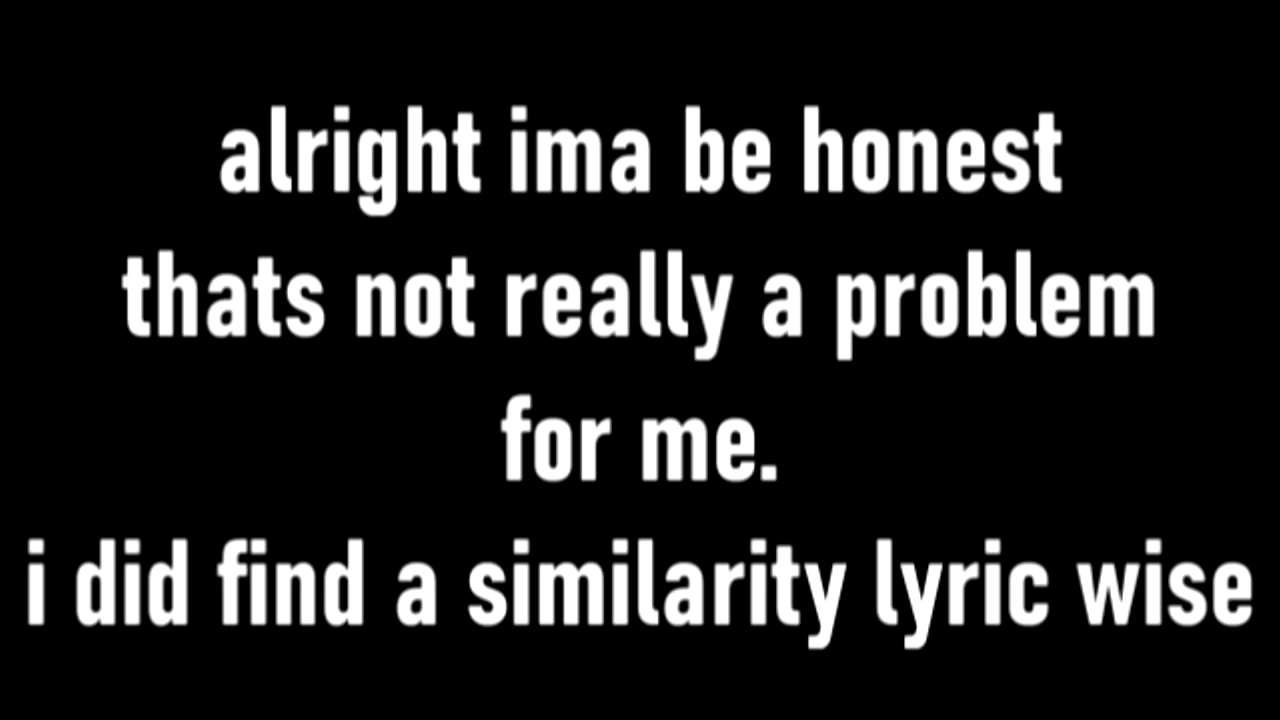 alright ima be honest
thats not really a problem
for me.
i did find a similarity lyric wise